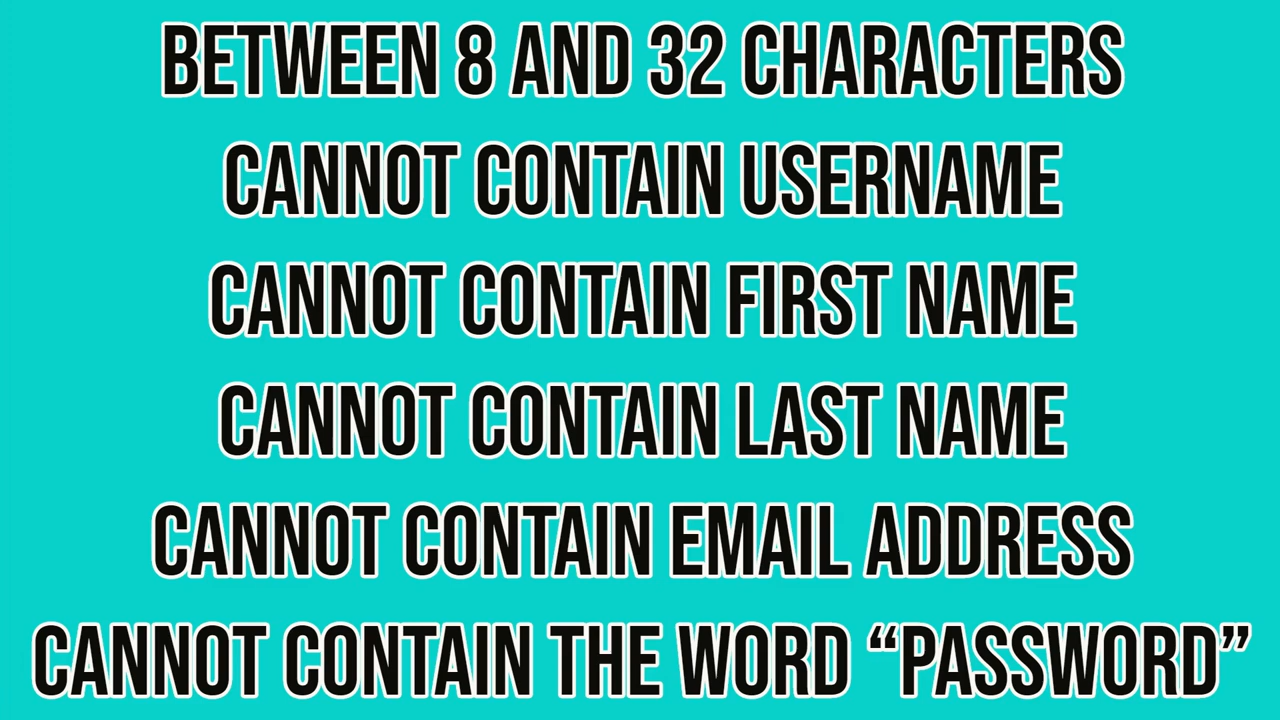 BETWEEN 8 AND 32 CHARACTERS
CANNOT CONTAIN USERNAME
CANNOT CONTAIN FIRST NAME
CANNOT CONTAIN LAST NAME
CANNOT CONTAIN EMAIL ADDRESS
CANNOT CONTAIN THE WORD “PASSWORD”